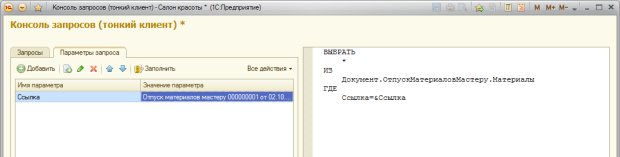 Консоль запросов (тонкий клиент) - Салон красоты * (1С:Предприятие)
M M+ M-
Консоль запросов (тонкий клиент) *
Запросы Параметры запроса
Добавить Заполнить Все действия
Имя параметра Значение параметра
Ссылка Отпуск материалов мастеру 000000001 от 02.10....
ВЫБРАТЬ
*
ИЗ
Документ.ОтпускМатериаловМастеру.Материалы
ГДЕ
Ссылка=&Ссылка